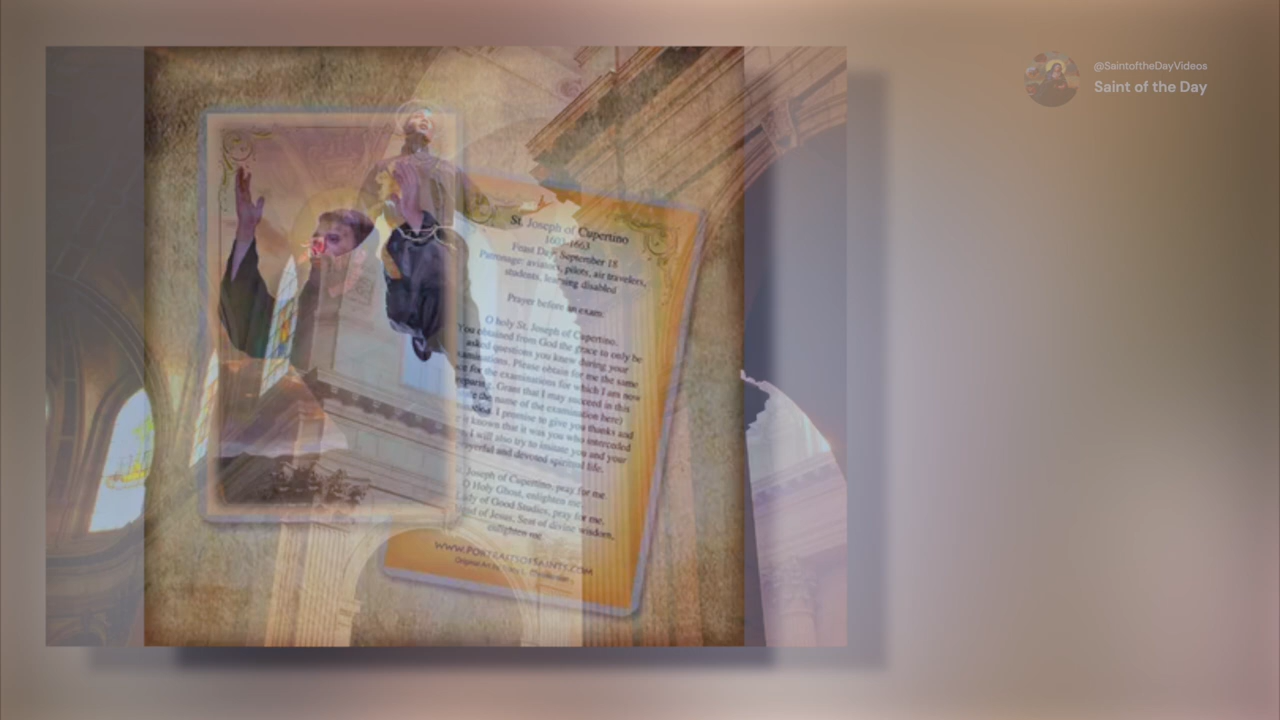 @SaintoftheDayVideos
Saint of the Day
St. Joseph of Cupertino
1603-1663
Feast Day: September 18
Patronage: aviators, pilots, air travelers,
students, learning disabled
Prayer before an exam:
O holy St. Joseph of Cupertino,
You obtained from God the grace to only be
asked questions you knew during your
examinations. Please obtain for me the same
for the examinations for which I am now
preparing. Grant that I may succeed in this
the name of the examination here)
I promise to give you thanks and
known that it was you who interceded
I will also try to imitate you and your
and devoted spiritual life.
Joseph of Cupertino, pray for me.
O Holy Ghost, enlighten me.
Lady of Good Studies, pray for me.
of Jesus, Seat of divine wisdom,
enlighten me.
www.PortraitsofSaints.com
Original Art by